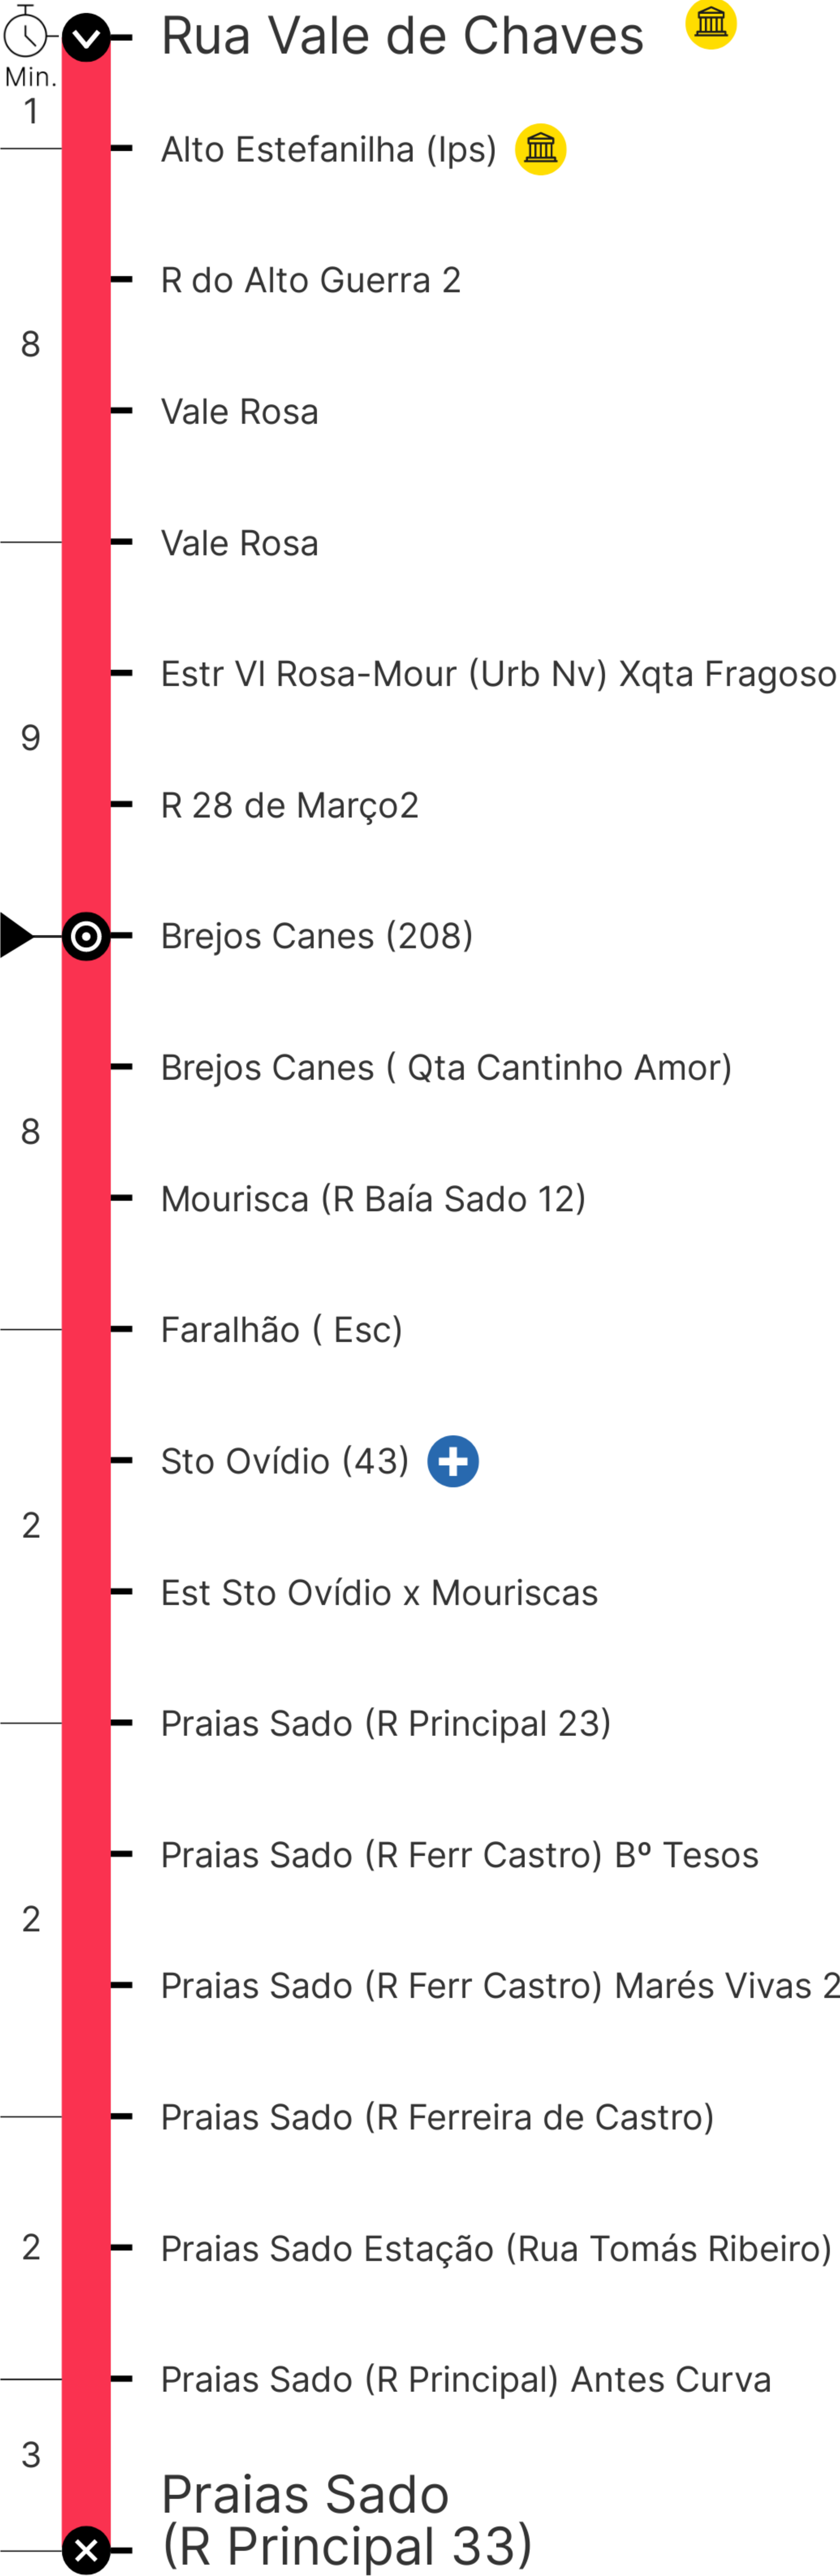 Rua Vale de Chaves
Min.
1
Alto Estefanilha (Ips)
R do Alto Guerra 2
8
Vale Rosa
Vale Rosa
Estr Vl Rosa-Mour (Urb Nv) Xqta Fragoso
9
R 28 de Março2
Brejos Canes (208)
Brejos Canes ( Qta Cantinho Amor)
8
Mourisca (R Baía Sado 12)
Faralhão ( Esc)
Sto Ovídio (43)
2
Est Sto Ovídio x Mouriscas
Praias Sado (R Principal 23)
Praias Sado (R Ferr Castro) Bº Tesos
2
Praias Sado (R Ferr Castro) Marés Vivas 2
Praias Sado (R Ferreira de Castro)
2
Praias Sado Estação (Rua Tomás Ribeiro)
Praias Sado (R Principal) Antes Curva
3
Praias Sado
(R Principal 33)